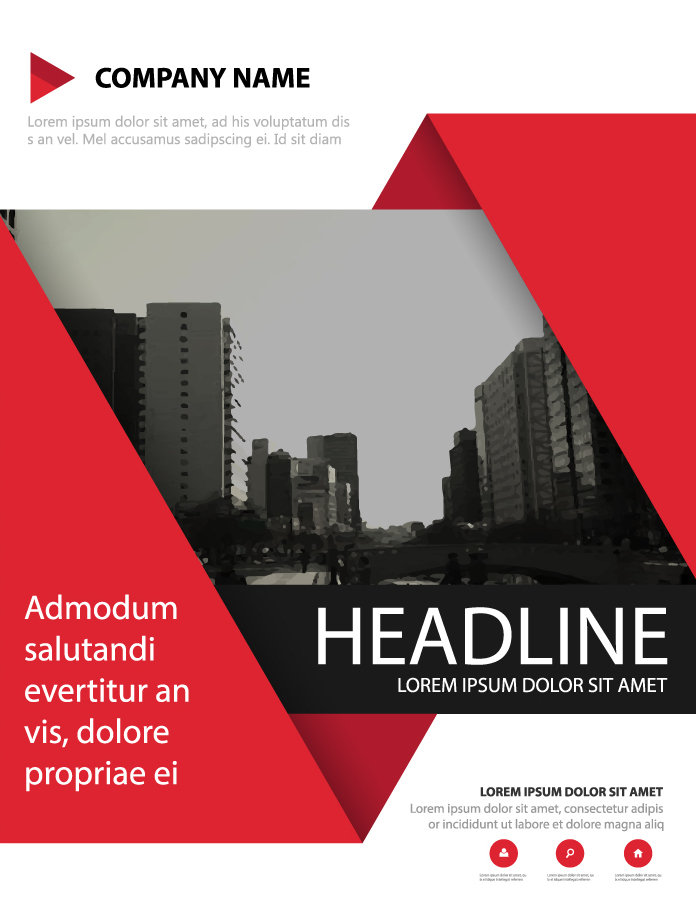 COMPANY NAME
Lorem ipsum dolor sit amet, ad his voluptatum dis
s an vel. Mel accusamus sadipscing ei. Id sit diam
Admodum
salutandi
evertitur an
vis, dolore
propriae ei
HEADLINE
LOREM IPSUM DOLOR SIT AMET
LOREM IPSUM DOLOR SIT AMET
Lorem ipsum dolor sit amet, consectetur adipis
or incididunt ut labore et dolore magna aliq